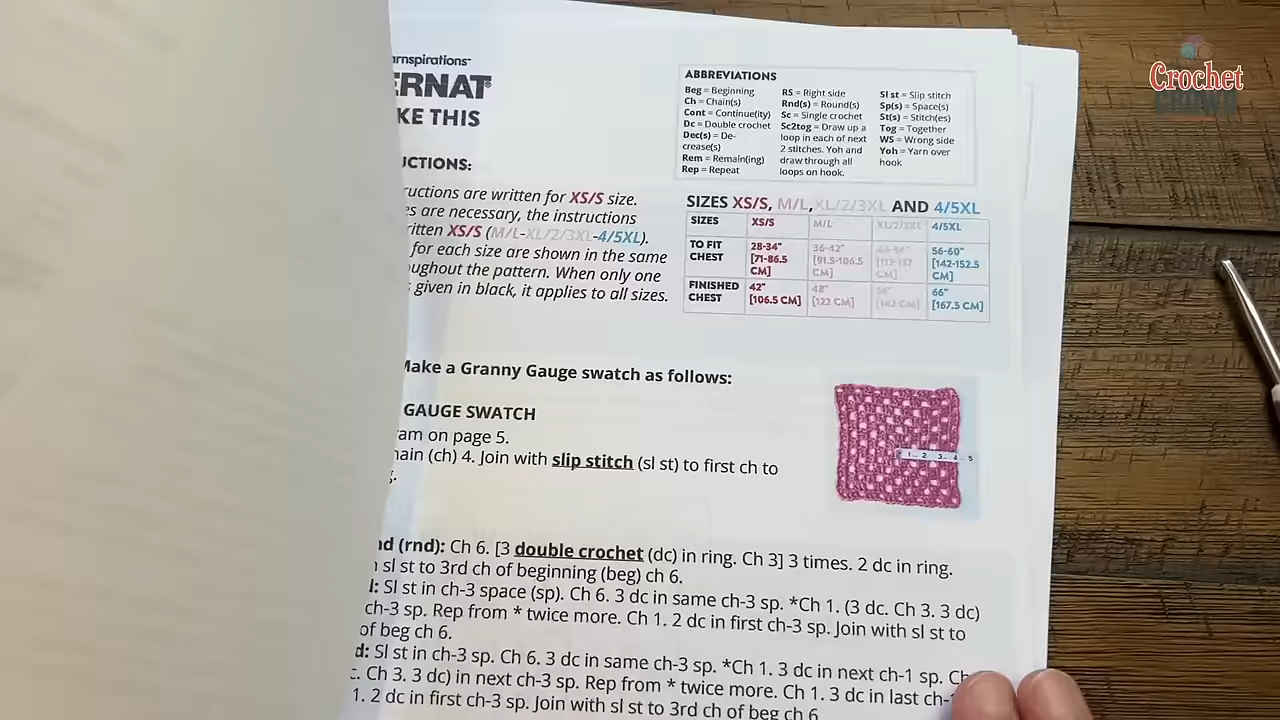 Crochet
CROWD
arnspirations™
ERNAT®
KE THIS
UCTIONS:
ructions are written for XS/S size.
es are necessary, the instructions
ritten XS/S (M/L-XL/2/3XL-4/5XL).
for each size are shown in the same
ughout the pattern. When only one
given in black, it applies to all sizes.
ABBREVIATIONS
Beg = Beginning
Ch = Chain(s)
Cont = Continue(ity)
Dc = Double crochet
Dec(s) = De-
crease(s)
Rem = Remain(ing)
Rep = Repeat
RS = Right side
Rnd(s) = Round(s)
Sc = Single crochet
Sc2tog = Draw up a
loop in each of next
2 stitches. Yoh and
draw through all
loops on hook.
Sl st = Slip stitch
Sp(s) = Space(s)
St(s) = Stitch(es)
Tog = Together
WS = Wrong side
Yoh = Yarn over
hook
SIZES XS/S, M/L,XL/2/3XL AND 4/5XL
SIZES XS/S M/L XL/2/3XL 4/5XL
TO FIT CHEST 28-34" [71-86.5 CM] 36-42" [91.5-106.5 CM] [112-137 CM] 56-60" [142-152.5 CM]
FINISHED CHEST 42" [106.5 CM] 48" [122 CM] 66" [167.5 CM]
Make a Granny Gauge swatch as follows:
GAUGE SWATCH
am on page 5.
hain (ch) 4. Join with slip stitch (sl st) to first ch to
g.
1 2 3 4 5
nd (rnd): Ch 6. [3 double crochet (dc) in ring. Ch 3] 3 times. 2 dc in ring.
sl st to 3rd ch of beginning (beg) ch 6.
d: Sl st in ch-3 space (sp). Ch 6. 3 dc in same ch-3 sp. *Ch 1. (3 dc. Ch 3. 3 dc)
ch-3 sp. Rep from * twice more. Ch 1. 2 dc in first ch-3 sp. Join with sl st to
of beg ch 6.
d: Sl st in ch-3 sp. Ch 6. 3 dc in same ch-3 sp. *Ch 1. 3 dc in next ch-1 sp. Ch
c. Ch 3. 3 dc) in next ch-3 sp. Rep from * twice more. Ch 1. 3 dc in last ch-
1. 2 dc in first ch-3 sp. Join with sl st to 3rd ch of beg ch 6.